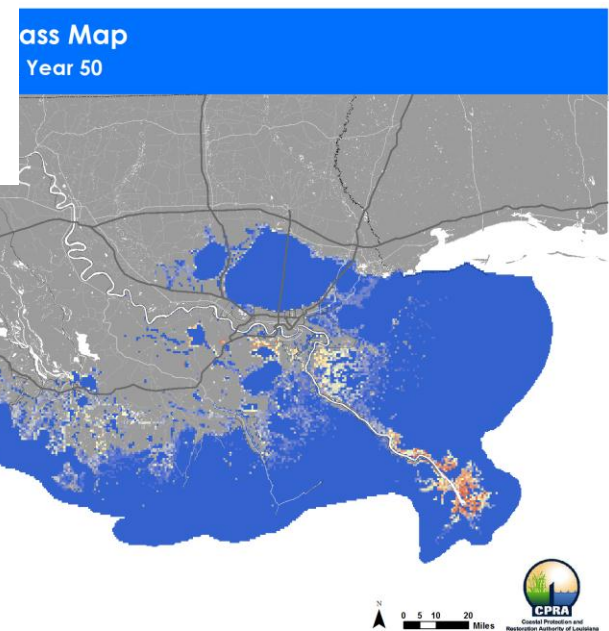 ass Map
Year 50
N
0 5 10 20
Miles
CPRA
Coastal Protection and
Restoration Authority of Louisiana